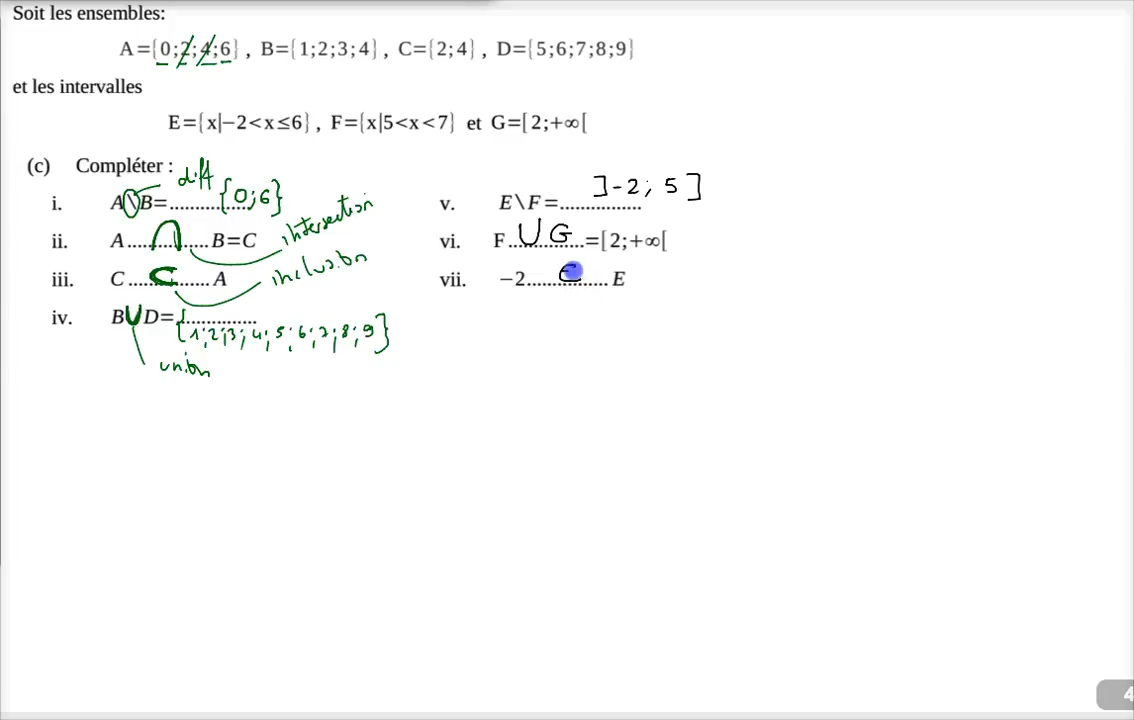 Soit les ensembles:
A={0;2;4;6} , B={1;2;3;4} , C={2;4} , D={5;6;7;8;9}
et les intervalles
E={x|−2<x≤6} , F={x|5<x<7} et G=[2;+∞[
(c) Compléter :
diff
i. A\B=................ {0;6}
intersection
ii. A.....∩.....B=C
inclusion
iii. C....⊂.......A
iv. B∪D=...............
{1;2;3;4;5;6;7;8;9}
union
v. E\F=................ ]-2; 5]
vi. F..∪ G..=[2;+∞[
vii. −2.......∈....... E
4